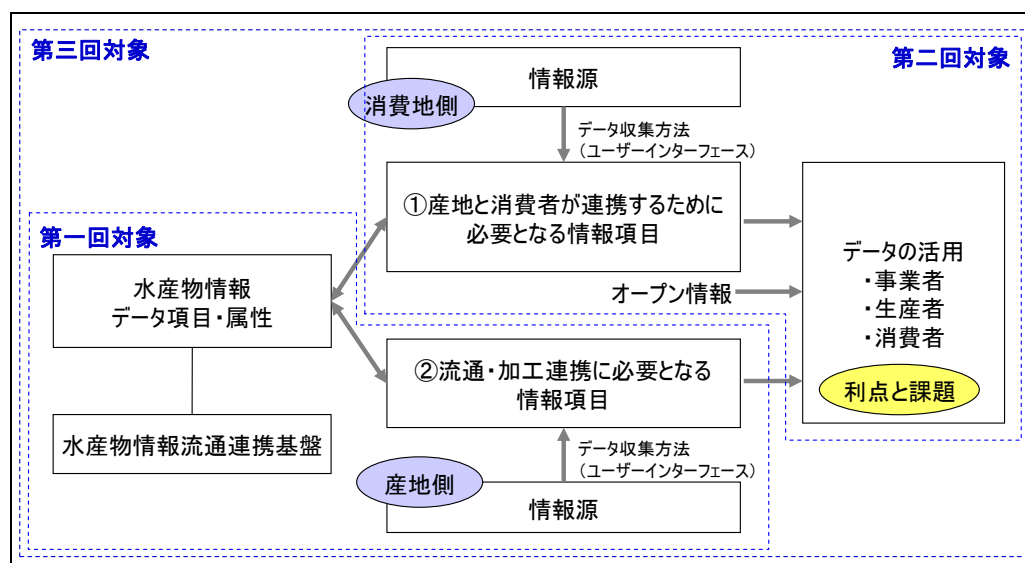 第三回対象
第二回対象
情報源
消費地側
データ収集方法
（ユーザーインターフェース）
①産地と消費者が連携するために
必要となる情報項目
第一回対象
水産物情報
データ項目・属性
オープン情報
データの活用
・事業者
・生産者
・消費者
利点と課題
②流通・加工連携に必要となる
情報項目
水産物情報流通連携基盤
データ収集方法
（ユーザーインターフェース）
産地側
情報源